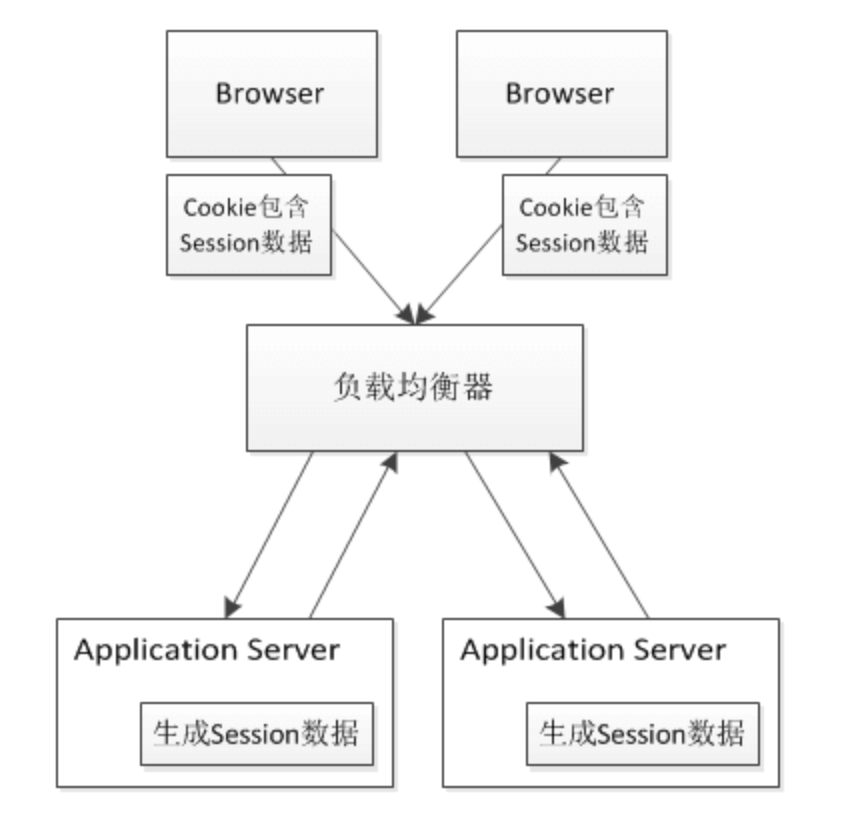 Browser
Browser
Cookie包含
Session数据
Cookie包含
Session数据
负载均衡器
Application Server
生成Session数据
Application Server
生成Session数据